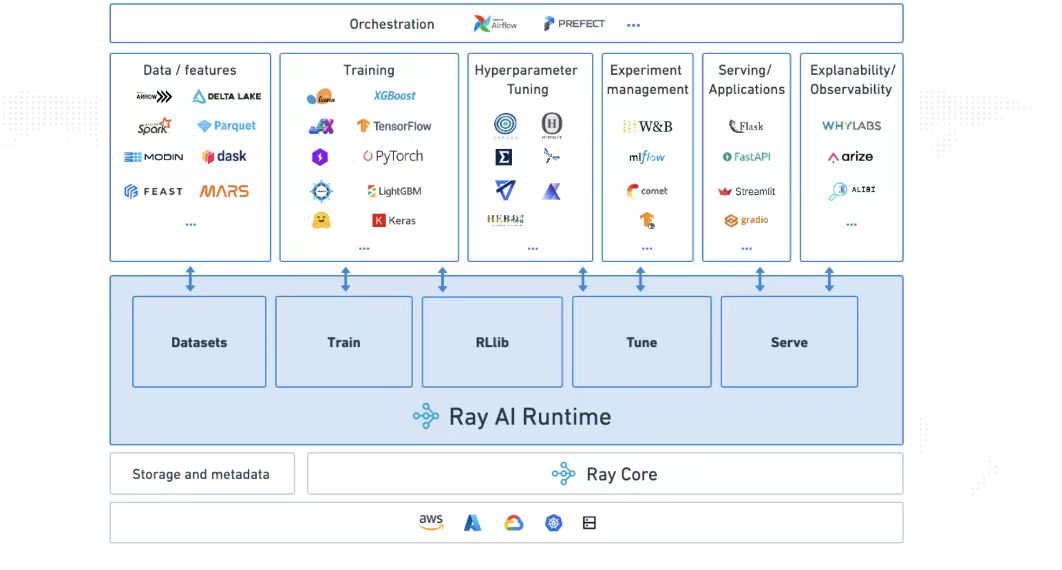 Orchestration
Airflow
PREFECT
...
Data / features
ARROW
DELTA LAKE
Spark
Parquet
MODIN
dask
FEAST
MARS
...
Training
learn
XGBoost
JAX
TensorFlow
PyTorch
LightGBM
Keras
...
Hyperparameter
Tuning
HEBO
...
Experiment
management
W&B
mlflow
comet
...
Serving/
Applications
Flask
FastAPI
Streamlit
gradio
...
Explanability/
Observability
WHYLABS
arize
ALIBI
...
Datasets
Train
RLlib
Tune
Serve
Ray AI Runtime
Storage and metadata
Ray Core
aws